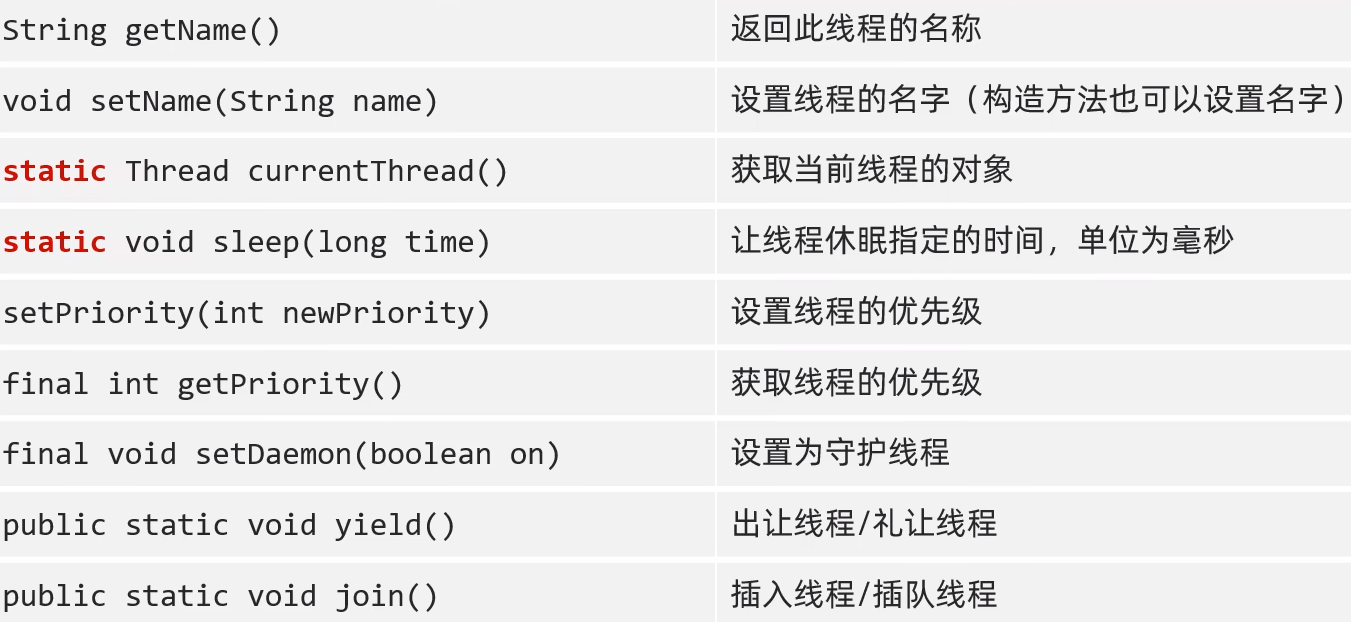 String getName() 返回此线程的名称
void setName(String name) 设置线程的名字（构造方法也可以设置名字）
static Thread currentThread() 获取当前线程的对象
static void sleep(long time) 让线程休眠指定的时间，单位为毫秒
setPriority(int newPriority) 设置线程的优先级
final int getPriority() 获取线程的优先级
final void setDaemon(boolean on) 设置为守护线程
public static void yield() 出让线程/礼让线程
public static void join() 插入线程/插队线程